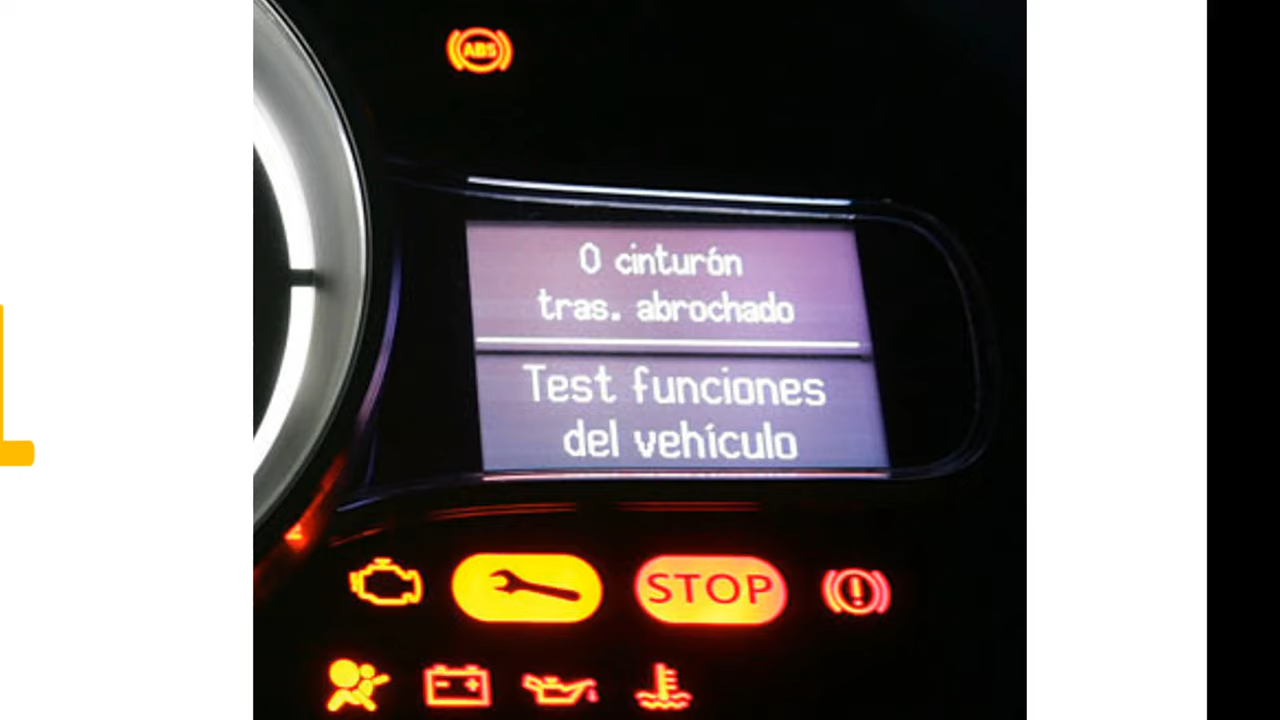 ABS
0 cinturón
tras. abrochado
Test funciones
del vehículo
STOP